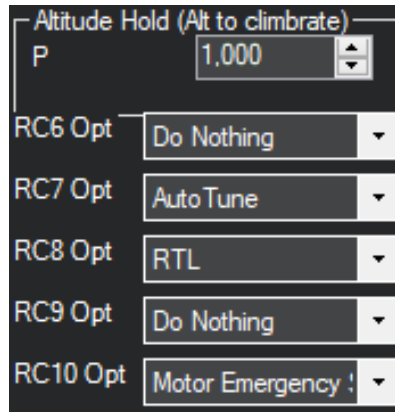 Altitude Hold (Alt to climbrate)
P 1,000
RC6 Opt Do Nothing
RC7 Opt AutoTune
RC8 Opt RTL
RC9 Opt Do Nothing
RC10 Opt Motor Emergency